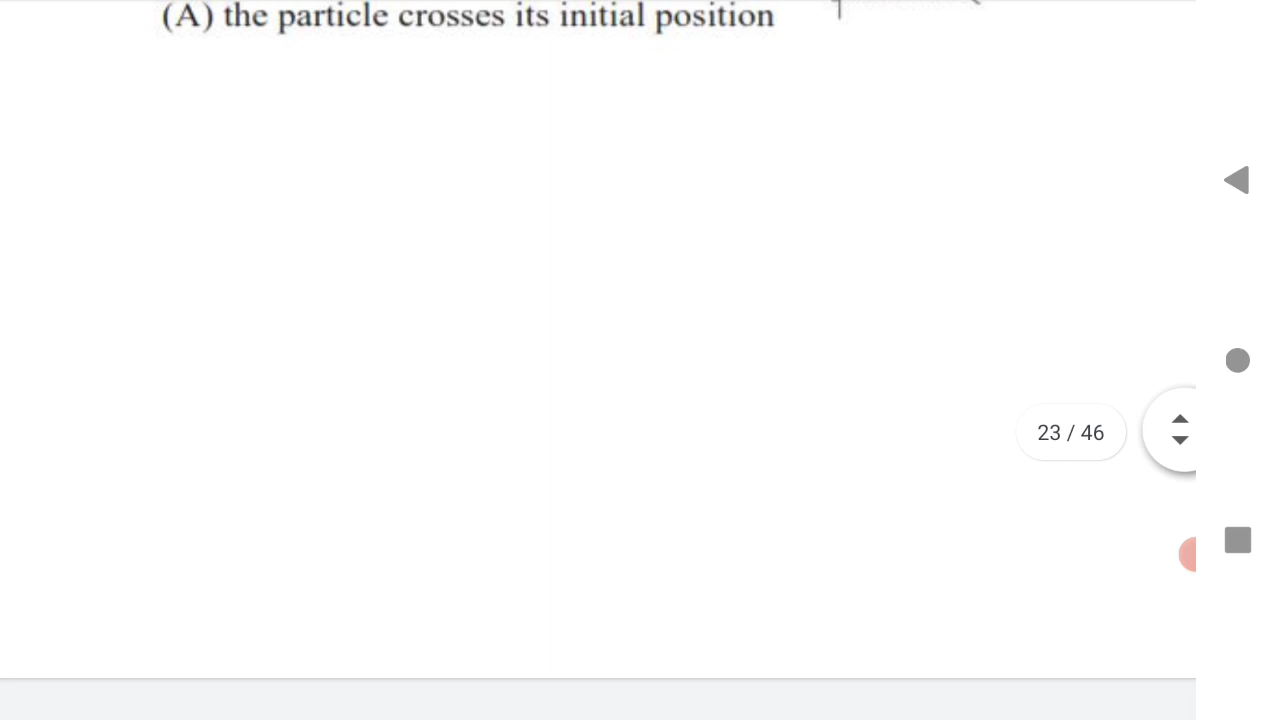 (A) the particle crosses its initial position
23 / 46